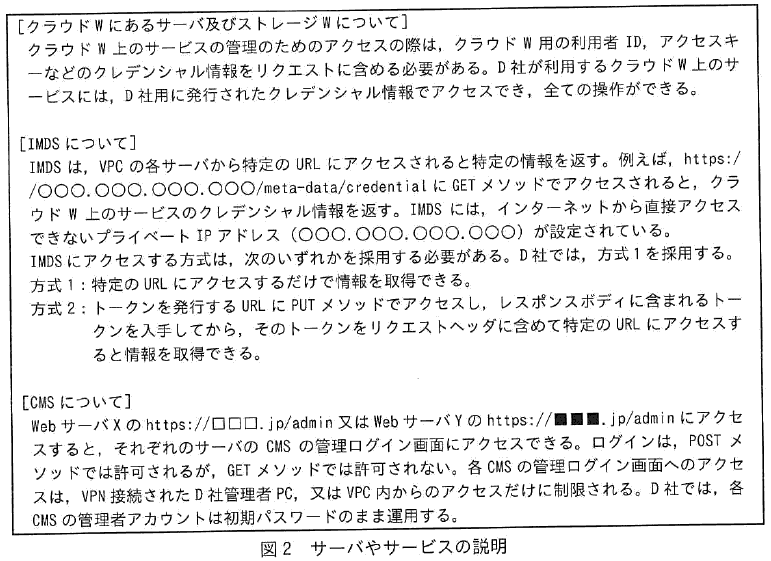 [クラウドWにあるサーバ及びストレージWについて]
クラウドW上のサービスの管理のためのアクセスの際は，クラウドW用の利用者ID，アクセスキ
ーなどのクレデンシャル情報をリクエストに含める必要がある。D社が利用するクラウドW上のサ
ービスには，D社用に発行されたクレデンシャル情報でアクセスでき，全ての操作ができる。
[IMDSについて]
IMDSは，VPCの各サーバから特定のURLにアクセスされると特定の情報を返す。例えば，https:/
/○○○.○○○.○○○.○○○/meta-data/credentialにGETメソッドでアクセスされると，クラ
ウドW上のサービスのクレデンシャル情報を返す。IMDSには，インターネットから直接アクセス
できないプライベートIPアドレス（○○○.○○○.○○○.○○○）が設定されている。
IMDSにアクセスする方式は，次のいずれかを採用する必要がある。D社では，方式1を採用する。
方式1：特定のURLにアクセスするだけで情報を取得できる。
方式2：トークンを発行するURLにPUTメソッドでアクセスし，レスポンスボディに含まれるトー
クンを入手してから，そのトークンをリクエストヘッダに含めて特定のURLにアクセスす
ると情報を取得できる。
[CMSについて]
WebサーバXのhttps://□□□.jp/admin又はWebサーバYのhttps://■■■.jp/adminにアクセ
スすると，それぞれのサーバのCMSの管理ログイン画面にアクセスできる。ログインは，POSTメ
ソッドでは許可されるが，GETメソッドでは許可されない。各CMSの管理ログイン画面へのアクセ
スは，VPN接続されたD社管理者PC，又はVPC内からのアクセスだけに制限される。D社では，各
CMSの管理者アカウントは初期パスワードのまま運用する。
図2　サーバやサービスの説明